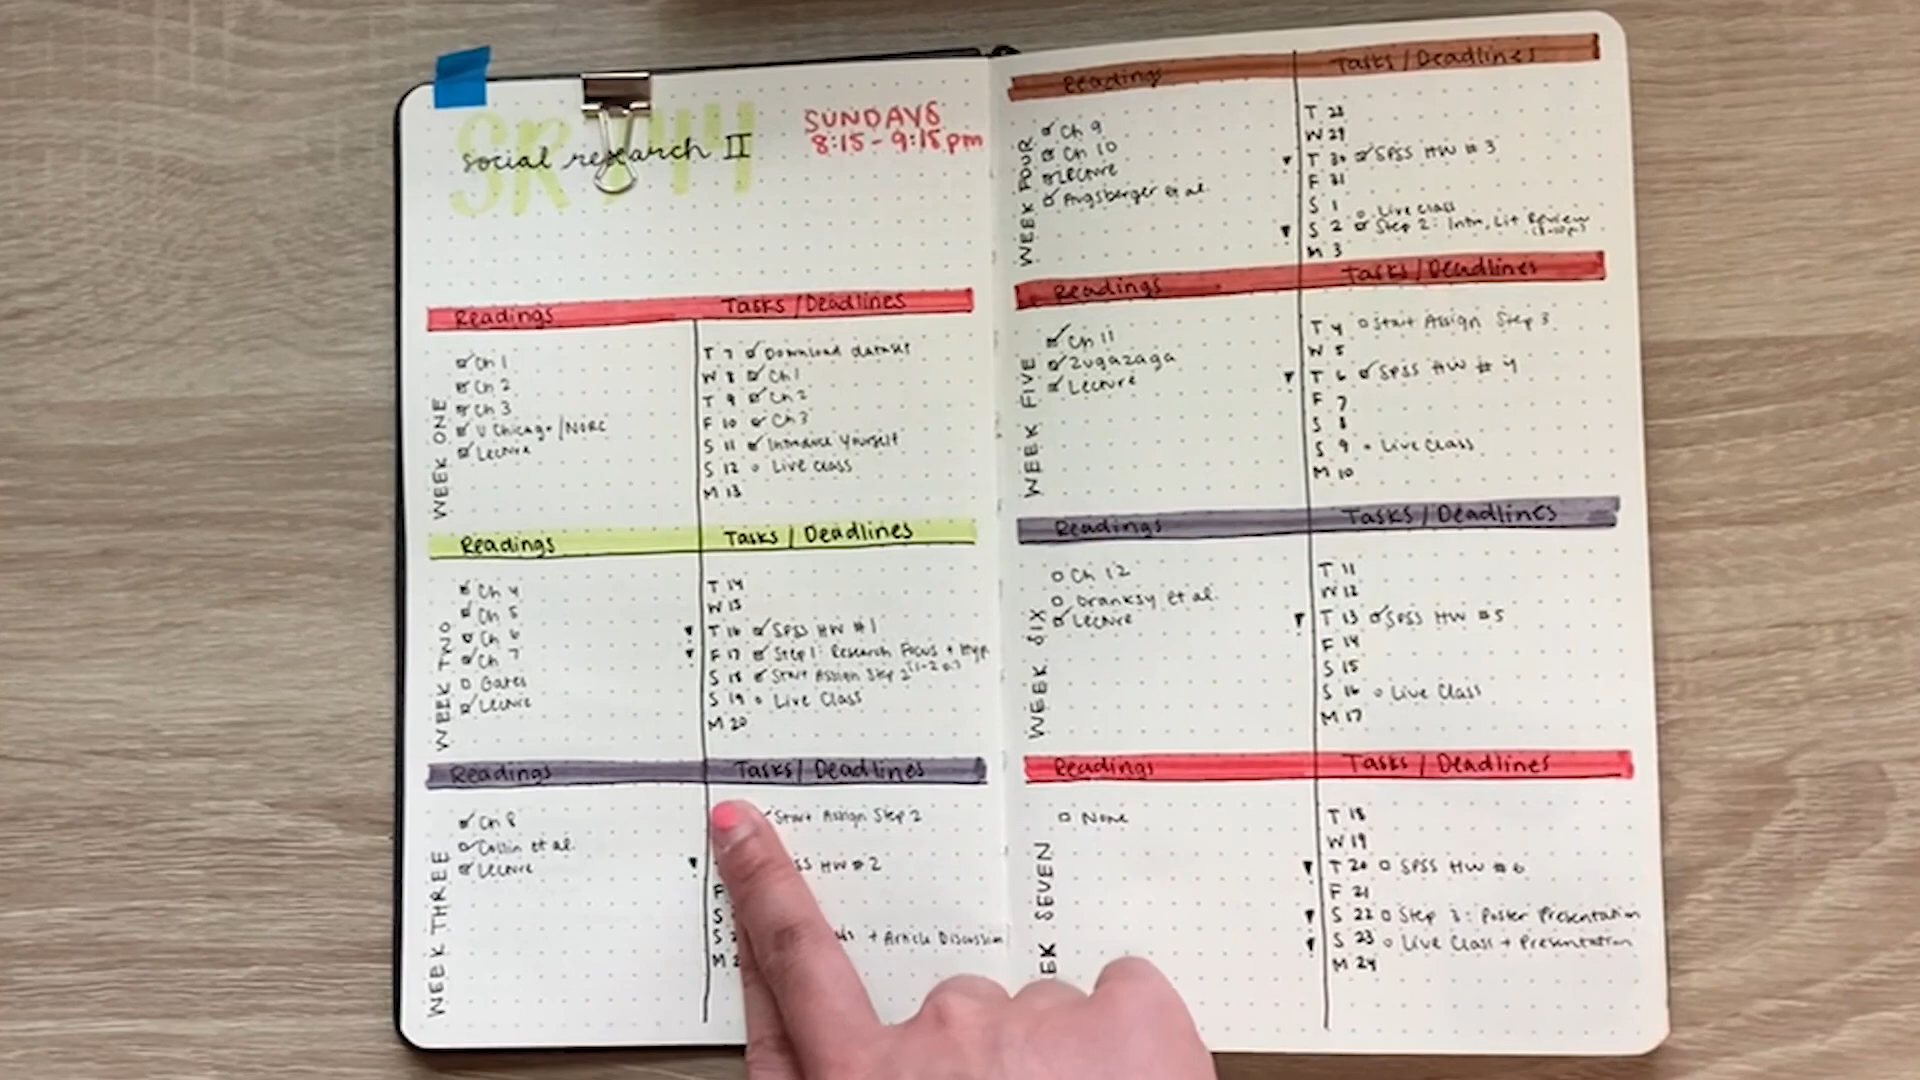 SR 744
social research II
SUNDAYS
8:15 - 9:15pm
Readings Tasks / Deadlines
WEEK ONE
Ch 1
Ch 2
Ch 3
U Chicago / NORC
Lecture
T 7 Download dataset
W 8 Ch 1
T 9 Ch 2
F 10 Ch 3
S 11 Introduce Yourself
S 12 Live Class
M 13
Readings Tasks / Deadlines
WEEK TWO
Ch 4
Ch 5
Ch 6
Ch 7
Gates
Lecture
T 14
W 15
T 16 SPSS HW #1
F 17 Step 1: Research Focus + Hyp
(1-2 p.)
S 18 Start Assign Step 2
S 19 Live Class
M 20
Readings Tasks / Deadlines
WEEK THREE
Ch 8
Collin et al.
Lecture
Start Assign Step 2
HW #2
F
S
S + Article Discussion
M
Readings Tasks / Deadlines
WEEK FOUR
Ch 9
Ch 10
Lecture
Augsberger et al.
T 28
W 29
T 30 SPSS HW #3
F 31
S 1 Live Class
S 2 Step 2: Intro, Lit Review
M 3
Readings Tasks / Deadlines
WEEK FIVE
Ch 11
Zugazaga
Lecture
T 4 Start Assign Step 3
W 5
T 6 SPSS HW #4
F 7
S 8
S 9 Live Class
M 10
Readings Tasks / Deadlines
WEEK SIX
Ch 12
Dranksy et al.
Lecture
T 11
W 12
T 13 SPSS HW #5
F 14
S 15
S 16 Live Class
M 17
Readings Tasks / Deadlines
EK SEVEN
None
T 18
W 19
T 20 SPSS HW #6
F 21
S 22 Step 3: Poster Presentation
S 23 Live Class + Presentation
M 24